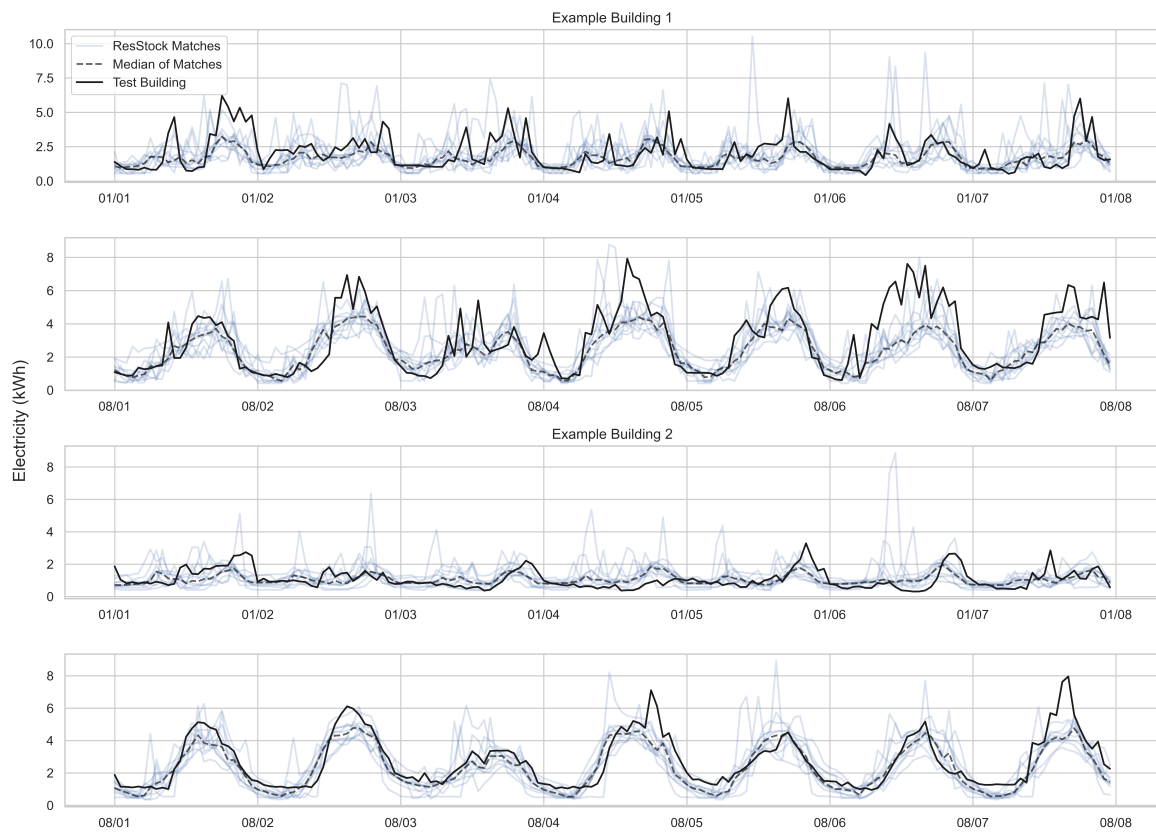 Example Building 1
10.0
7.5
5.0
2.5
0.0
ResStock Matches
Median of Matches
Test Building
01/01 01/02 01/03 01/04 01/05 01/06 01/07 01/08
8
6
4
2
0
08/01 08/02 08/03 08/04 08/05 08/06 08/07 08/08
Electricity (kWh)
Example Building 2
8
6
4
2
0
01/01 01/02 01/03 01/04 01/05 01/06 01/07 01/08
8
6
4
2
0
08/01 08/02 08/03 08/04 08/05 08/06 08/07 08/08